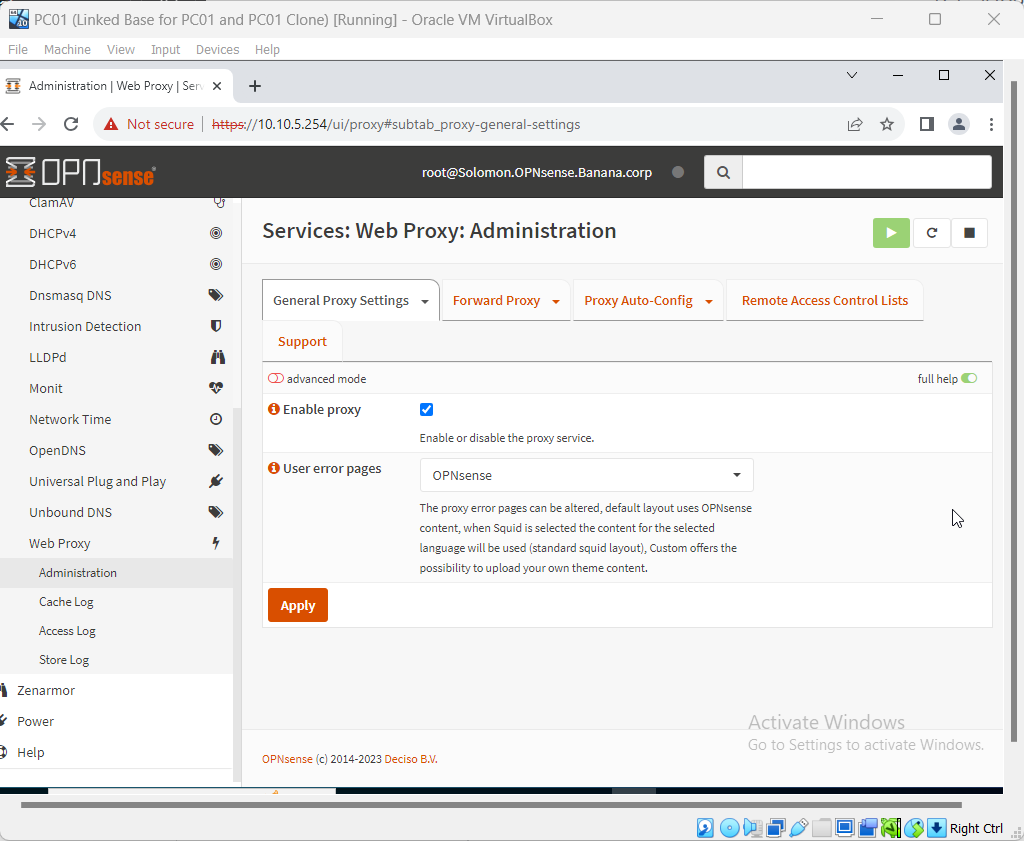 PC01 (Linked Base for PC01 and PC01 Clone) [Running] - Oracle VM VirtualBox
File Machine View Input Devices Help
Administration | Web Proxy | Serv
Not secure https://10.10.5.254/ui/proxy#subtab_proxy-general-settings
OPNsense
root@Solomon.OPNsense.Banana.corp
ClamAV
DHCPv4
DHCPv6
Dnsmasq DNS
Intrusion Detection
LLDPd
Monit
Network Time
OpenDNS
Universal Plug and Play
Unbound DNS
Web Proxy
Administration
Cache Log
Access Log
Store Log
Zenarmor
Power
Help
Services: Web Proxy: Administration
General Proxy Settings
Forward Proxy
Proxy Auto-Config
Remote Access Control Lists
Support
advanced mode
full help
Enable proxy
Enable or disable the proxy service.
User error pages
OPNsense
The proxy error pages can be altered, default layout uses OPNsense
content, when Squid is selected the content for the selected
language will be used (standard squid layout), Custom offers the
possibility to upload your own theme content.
Apply
Activate Windows
Go to Settings to activate Windows.
OPNsense (c) 2014-2023 Deciso B.V.
Right Ctrl